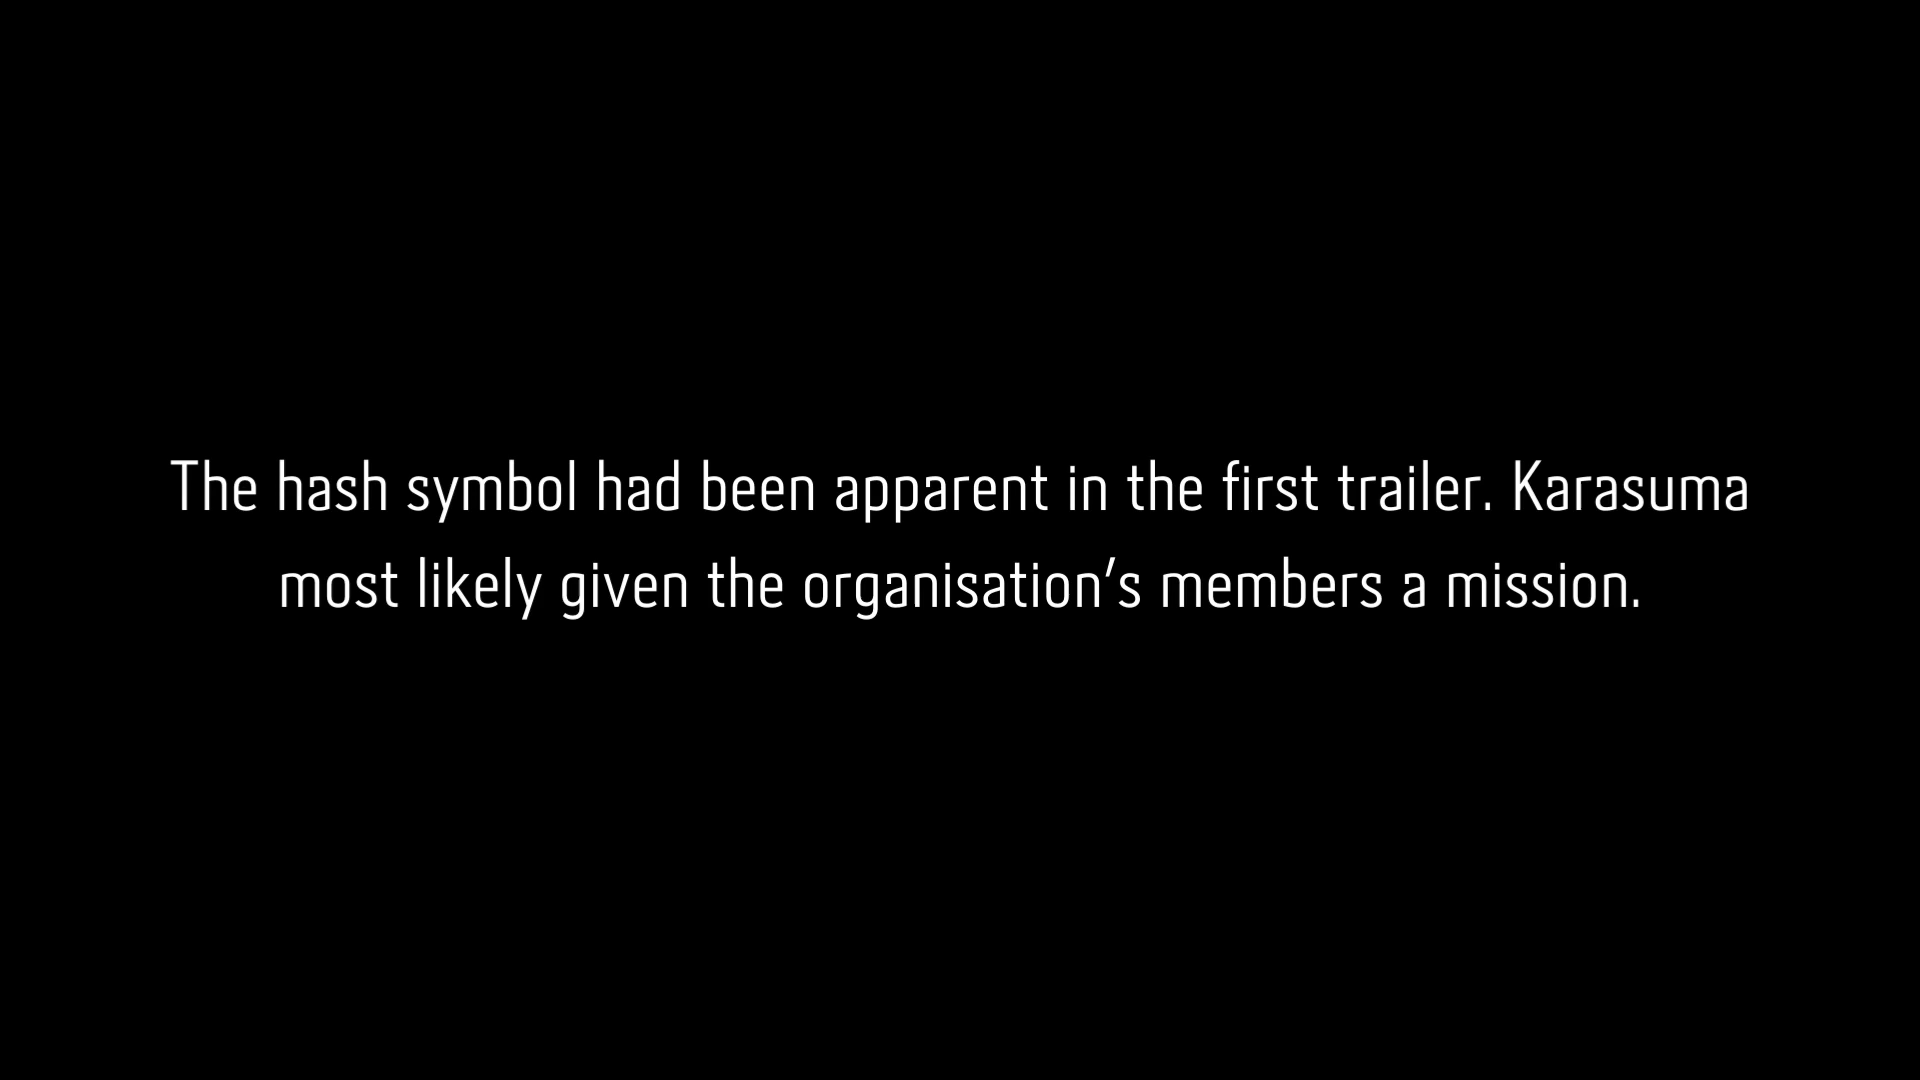 The hash symbol had been apparent in the first trailer. Karasuma
most likely given the organisation's members a mission.